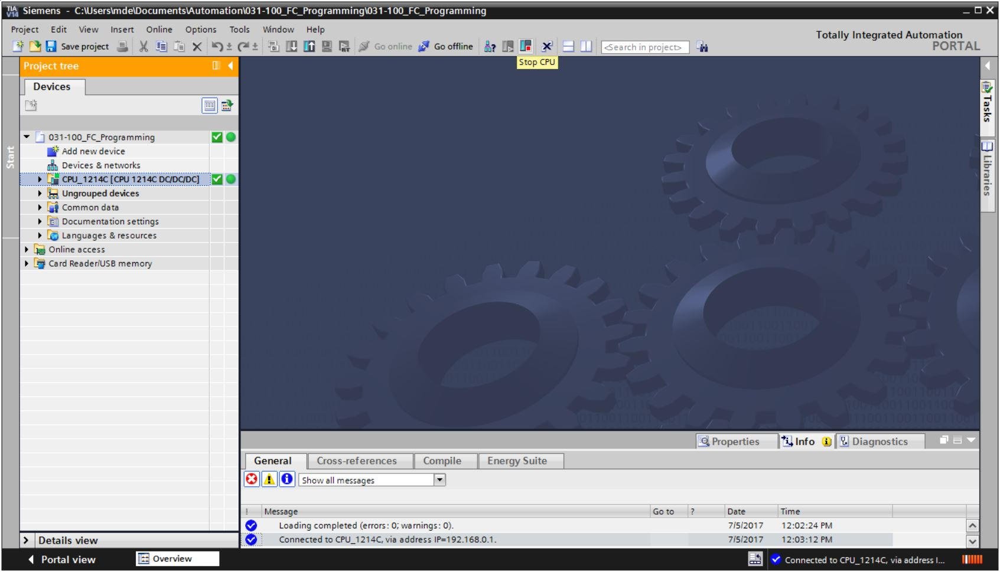 TIA
V14
Siemens - C:\Users\mde\Documents\Automation\031-100_FC_Programming\031-100_FC_Programming
Project Edit View Insert Online Options Tools Window Help
Totally Integrated Automation
PORTAL
Save project
Go online
Go offline
<Search in project>
Stop CPU
Project tree
Devices
Start
031-100_FC_Programming
Add new device
Devices & networks
CPU_1214C [CPU 1214C DC/DC/DC]
Ungrouped devices
Common data
Documentation settings
Languages & resources
Online access
Card Reader/USB memory
Tasks
Libraries
Properties
Info
Diagnostics
General
Cross-references
Compile
Energy Suite
Show all messages
! Message Go to ? Date Time
Loading completed (errors: 0; warnings: 0). 7/5/2017 12:02:24 PM
Connected to CPU_1214C, via address IP=192.168.0.1. 7/5/2017 12:03:12 PM
Details view
Portal view
Overview
Connected to CPU_1214C, via address I...